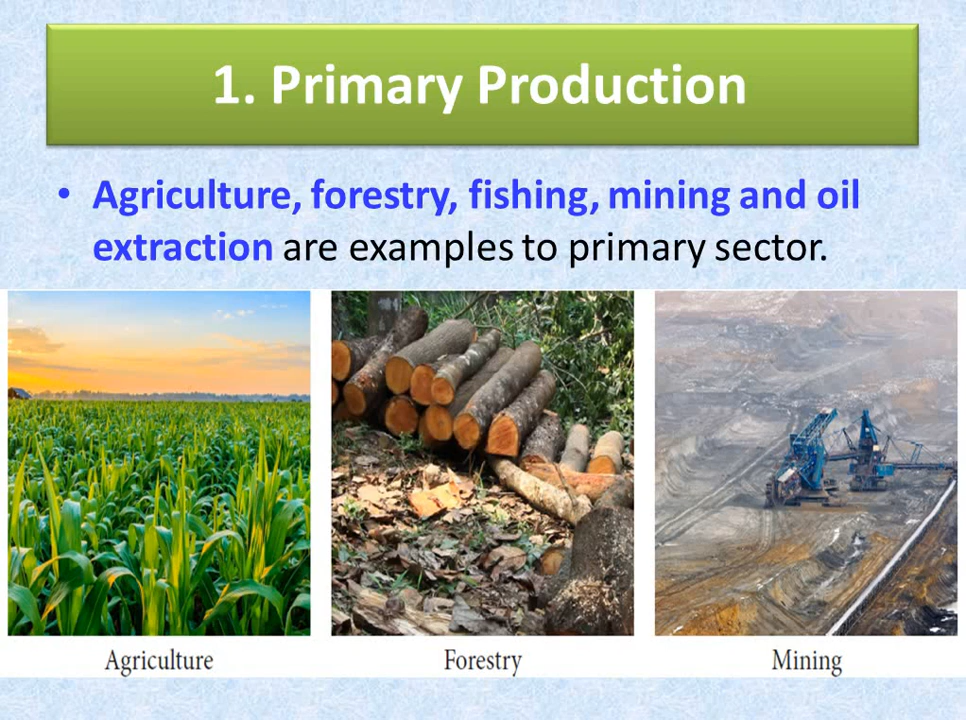 1. Primary Production
• Agriculture, forestry, fishing, mining and oil
extraction are examples to primary sector.
Agriculture
Forestry
Mining